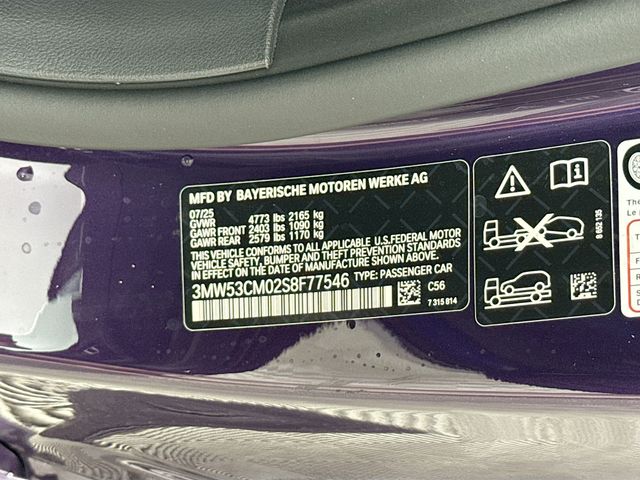 MFD BY BAYERISCHE MOTOREN WERKE AG
07/25
GVWR 4773 lbs 2165 kg
GAWR FRONT 2403 lbs 1090 kg
GAWR REAR 2579 lbs 1170 kg
THIS VEHICLE CONFORMS TO ALL APPLICABLE U.S.FEDERAL MOTOR
VEHICLE SAFETY, BUMPER, AND THEFT PREVENTION STANDARDS
IN EFFECT ON THE DATE OF MANUFACTURE SHOWN ABOVE.
3MW53CM02S8F77546 TYPE: PASSENGER CAR
C56
7 315 814
8 652 135
The
Le